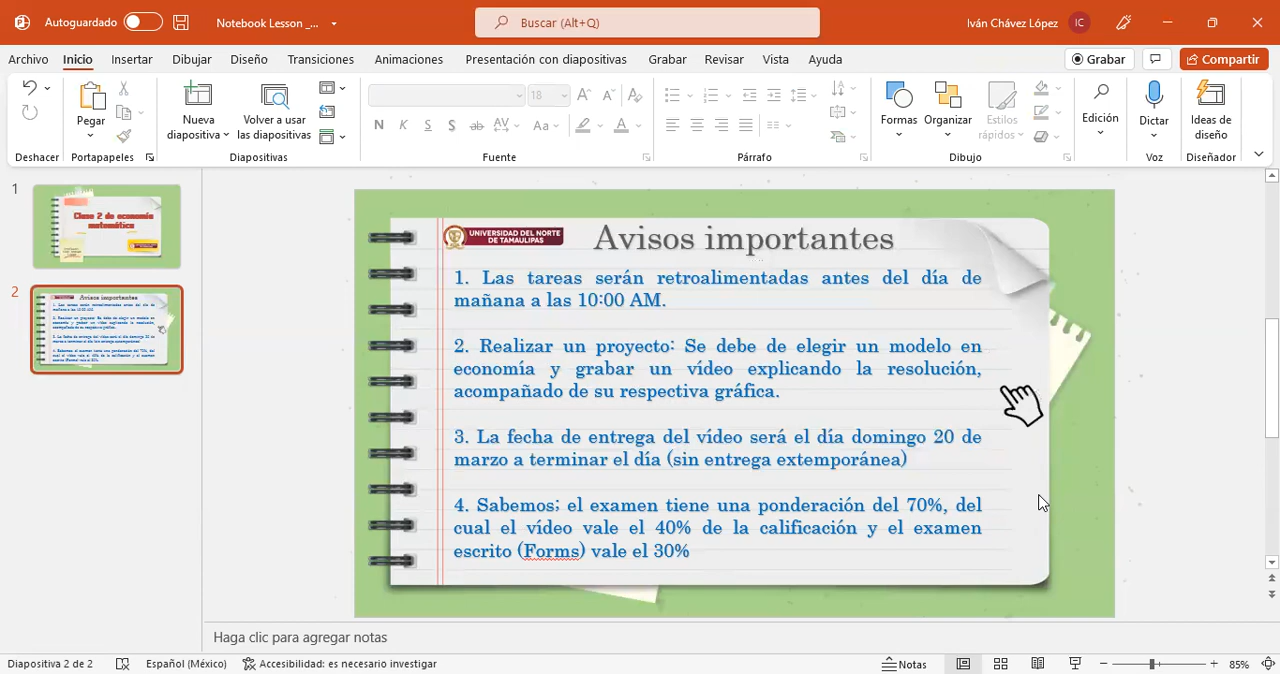 Autoguardado
Notebook Lesson _...
Buscar (Alt+Q)
Iván Chávez López
IC
Archivo
Inicio
Insertar
Dibujar
Diseño
Transiciones
Animaciones
Presentación con diapositivas
Grabar
Revisar
Vista
Ayuda
Grabar
Compartir
Pegar
Nueva
diapositiva
Volver a usar
las diapositivas
18
N
K
S
S
ab
AV
Aa
A
Formas
Organizar
Estilos
rápidos
Edición
Dictar
Ideas de
diseño
Deshacer
Portapapeles
Diapositivas
Fuente
Párrafo
Dibujo
Voz
Diseñador
1
Clase 2 de economía
matemática
2
UNIVERSIDAD DEL NORTE
DE TAMAULIPAS
Avisos importantes
1. Las tareas serán retroalimentadas antes del día de
mañana a las 10:00 AM.
2. Realizar un proyecto: Se debe de elegir un modelo en
economía y grabar un vídeo explicando la resolución,
acompañado de su respectiva gráfica.
3. La fecha de entrega del vídeo será el día domingo 20 de
marzo a terminar el día (sin entrega extemporánea)
4. Sabemos; el examen tiene una ponderación del 70%, del
cual el vídeo vale el 40% de la calificación y el examen
escrito (Forms) vale el 30%
Haga clic para agregar notas
Diapositiva 2 de 2
Español (México)
Accesibilidad: es necesario investigar
Notas
85%